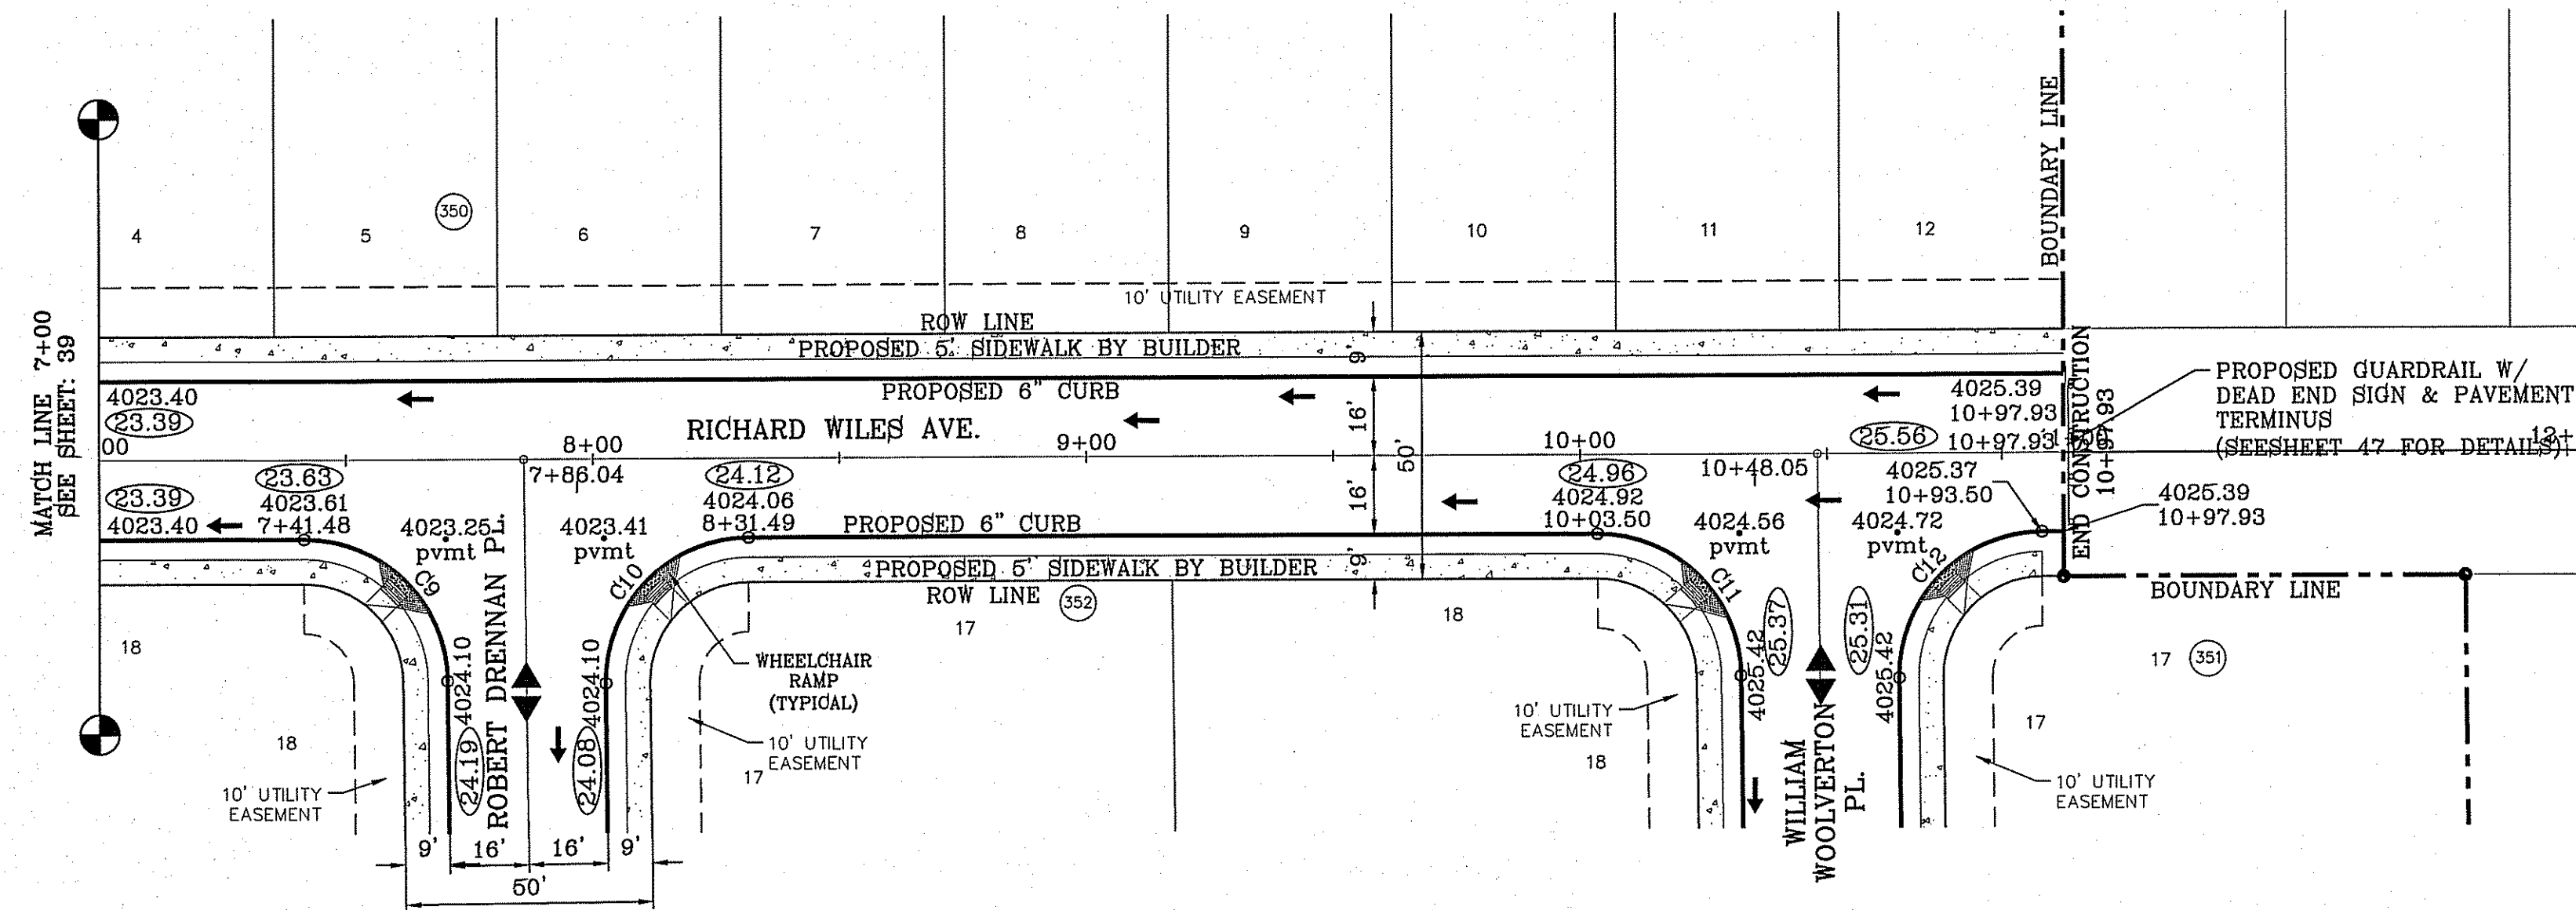 BOUNDARY LINE
350
4
5
6
7
8
9
10
11
12
10' UTILITY EASEMENT
MATCH LINE 7+00
SEE SHEET: 39
ROW LINE
PROPOSED 5' SIDEWALK BY BUILDER
9'
PROPOSED 6" CURB
4023.40
23.39
00
RICHARD WILES AVE.
8+00
9+00
10+00
16'
50'
16'
4025.39
10+97.93
25.56
10+97.93
12+
END CONSTRUCTION
10+97.93
PROPOSED GUARDRAIL W/
DEAD END SIGN & PAVEMENT
TERMINUS
(SEESHEET 47 FOR DETAILS)
23.39
4023.40
23.63
4023.61
7+41.48
7+86.04
4023.25
pvmt
4023.41
pvmt
24.12
4024.06
8+31.49
PROPOSED 6" CURB
24.96
4024.92
10+03.50
10+48.05
4024.56
pvmt
4024.72
pvmt
4025.37
10+93.50
4025.39
10+97.93
C9
C10
C11
C12
PROPOSED 5' SIDEWALK BY BUILDER
9'
ROW LINE
352
BOUNDARY LINE
18
17
18
17
351
WHEELCHAIR
RAMP
(TYPICAL)
4024.10
24.19
ROBERT DRENNAN PL.
4024.10
24.08
25.37
4025.42
25.31
4025.42
WILLIAM
WOOLVERTON
PL.
18
10' UTILITY
EASEMENT
10' UTILITY
EASEMENT
17
10' UTILITY
EASEMENT
18
17
10' UTILITY
EASEMENT
9'
16'
16'
9'
50'